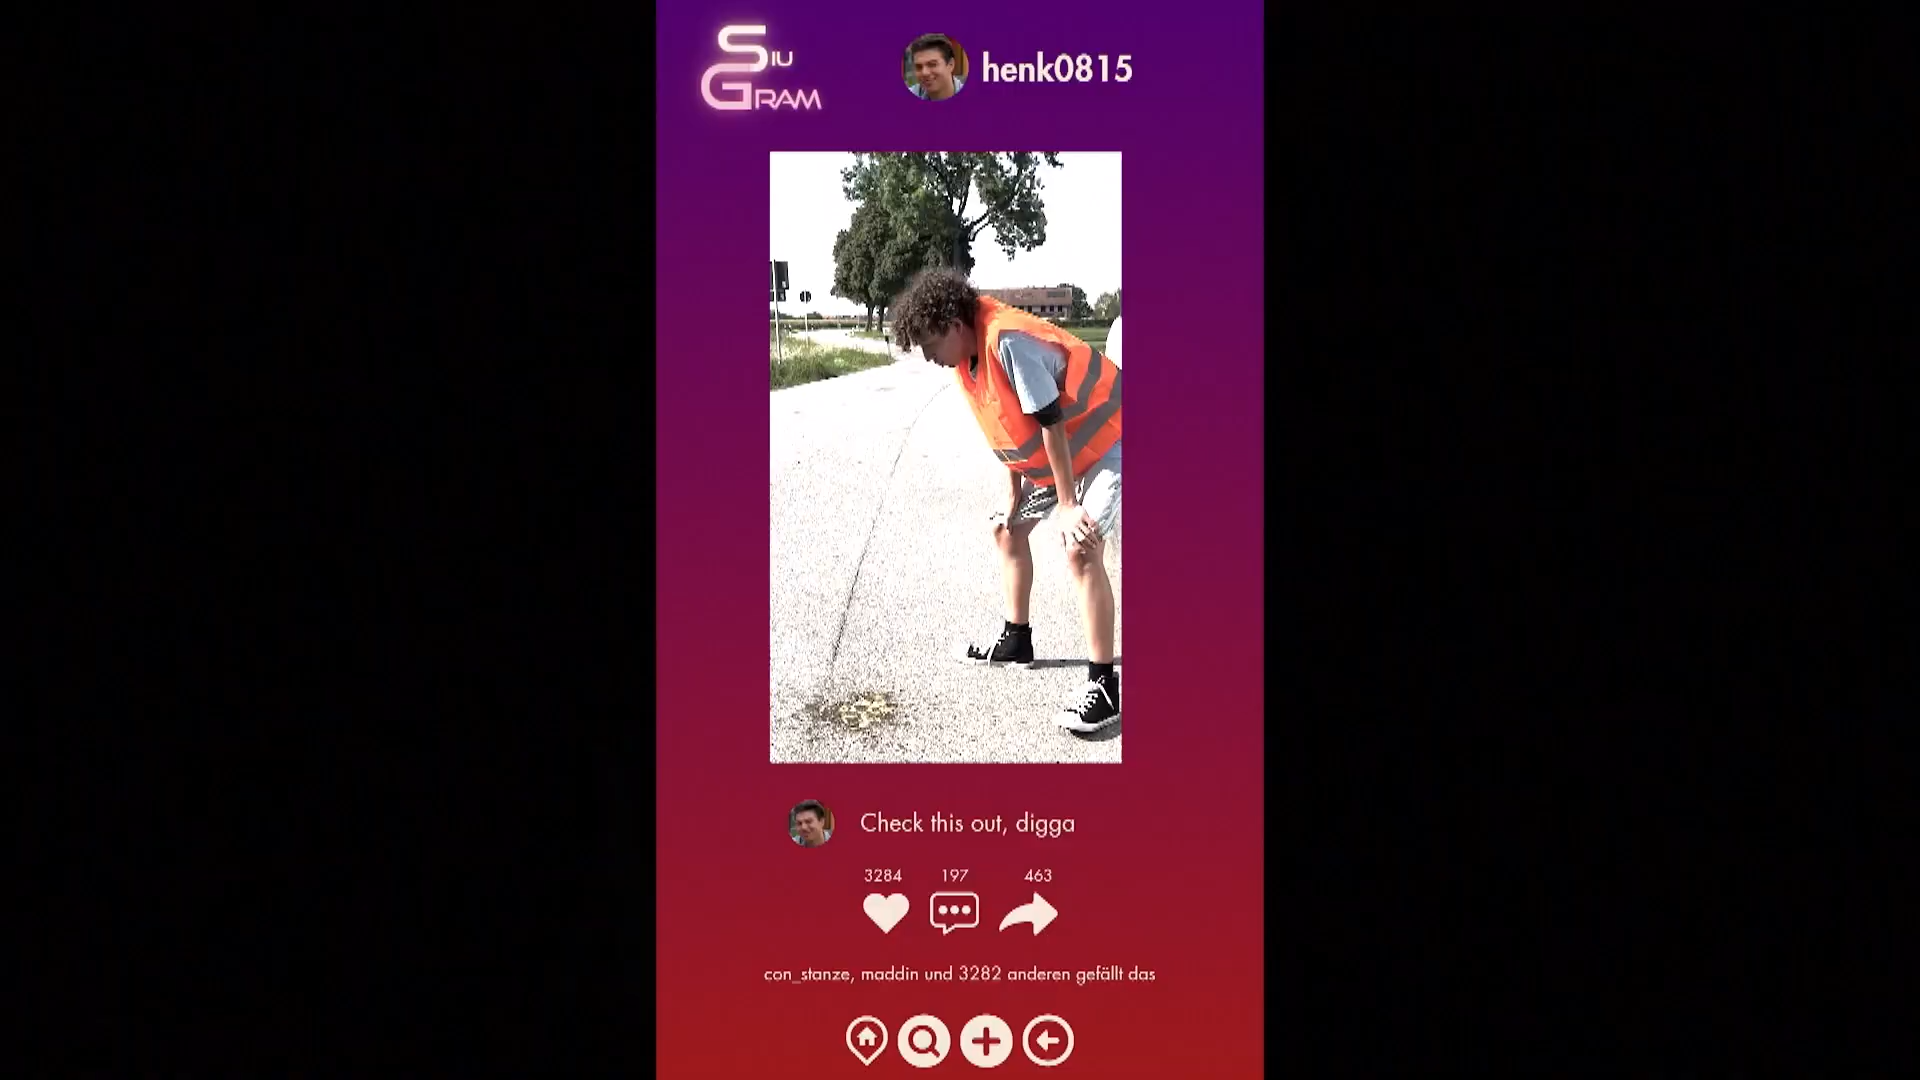 SIU
GRAM
henk0815
Check this out, digga
3284 197 463
con_stanze, maddin und 3282 anderen gefällt das